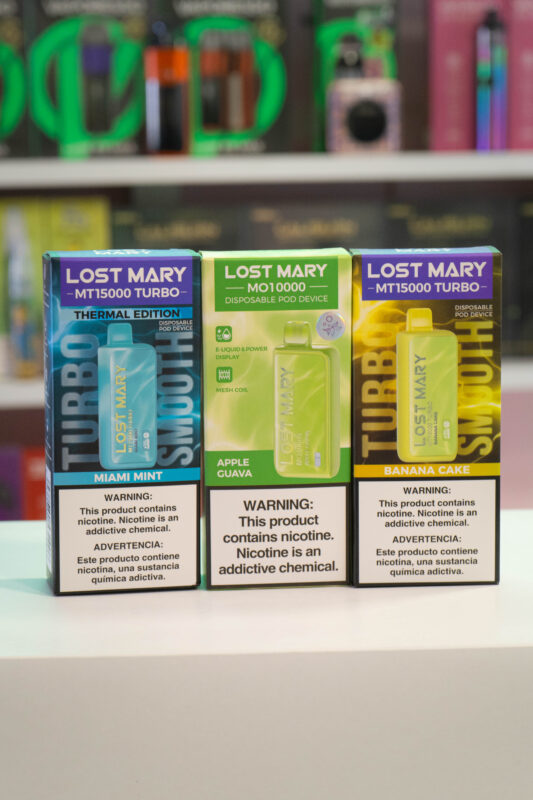 LOST MARY
MT15000 TURBO
THERMAL EDITION
DISPOSABLE
POD DEVICE
TURBO
SMOOTH
LOST MARY
MIAMI MINT
WARNING:
This product contains
nicotine. Nicotine is an
addictive chemical.
ADVERTENCIA:
Este producto contiene
nicotina, una sustancia
química adictiva.
LOST MARY
MO10000
DISPOSABLE POD DEVICE
E-LIQUID & POWER
DISPLAY
MESH COIL
LOST MARY
APPLE
GUAVA
WARNING:
This product
contains nicotine.
Nicotine is an
addictive chemical.
LOST MARY
MT15000 TURBO
DISPOSABLE
POD DEVICE
TURBO
SMOOTH
LOST MARY
BANANA CAKE
BANANA CAKE
WARNING:
This product contains
nicotine. Nicotine is an
addictive chemical.
ADVERTENCIA:
Este producto contiene
nicotina, una sustancia
química adictiva.